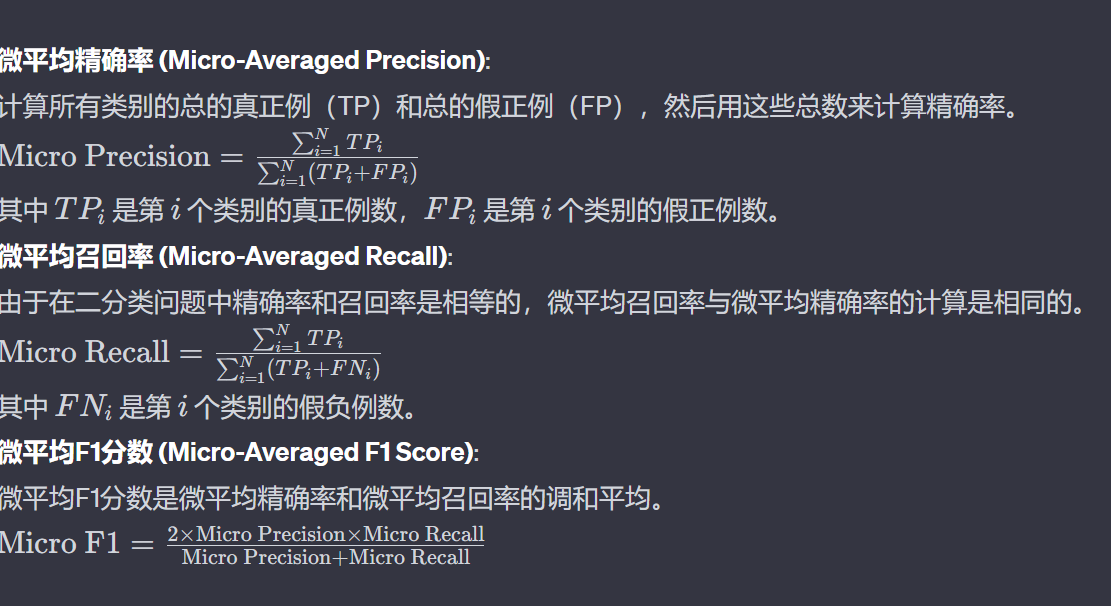 微平均精确率 (Micro-Averaged Precision):
计算所有类别的总的真正例（TP）和总的假正例（FP），然后用这些总数来计算精确率。
Micro Precision = \frac{\sum_{i=1}^{N} TP_i}{\sum_{i=1}^{N} (TP_i+FP_i)}
其中 TP_i 是第 i 个类别的真正例数，FP_i 是第 i 个类别的假正例数。
微平均召回率 (Micro-Averaged Recall):
由于在二分类问题中精确率和召回率是相等的，微平均召回率与微平均精确率的计算是相同的。
Micro Recall = \frac{\sum_{i=1}^{N} TP_i}{\sum_{i=1}^{N} (TP_i+FN_i)}
其中 FN_i 是第 i 个类别的假负例数。
微平均F1分数 (Micro-Averaged F1 Score):
微平均F1分数是微平均精确率和微平均召回率的调和平均。
Micro F1 = \frac{2×Micro Precision×Micro Recall}{Micro Precision+Micro Recall}